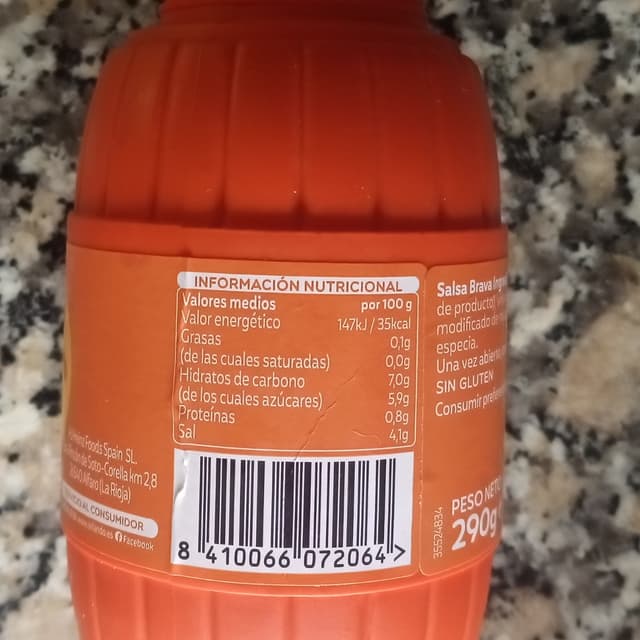 INFORMACIÓN NUTRICIONAL
Valores medios por 100 g
Valor energético 147kJ / 35kcal
Grasas 0,1g
(de las cuales saturadas) 0,0g
Hidratos de carbono 7,0g
(de los cuales azúcares) 5,9g
Proteínas 0,8g
Sal 4,1g
8 410066 072064 >
Foods Spain SL.
de Soto-Corella km 2,8
Alfaro (La Rioja)
AL CONSUMIDOR
Facebook
Salsa Brava
de producto)
modificado de
especia.
Una vez
SIN GLUTEN
Consumir
PESO NETO
290g
35524834